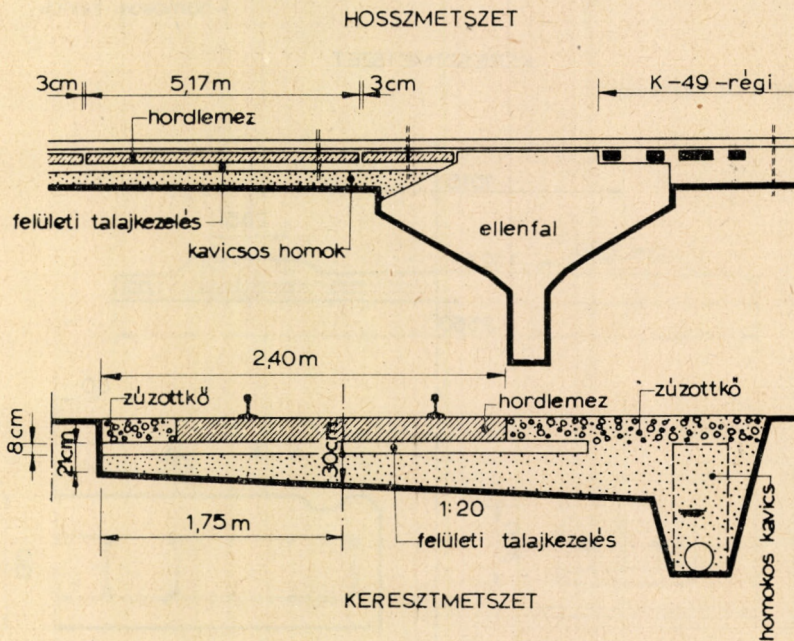 HOSSZMETSZET
3cm 5,17m 3cm K-49-régi
hordlemez
felületi talajkezelés
kavicsos homok
ellenfal
2,40m
zúzottkő
hordlemez
zúzottkő
8cm
21cm
30cm
1,75m
1:20
felületi talajkezelés
homokos kavics
KERESZTMETSZET